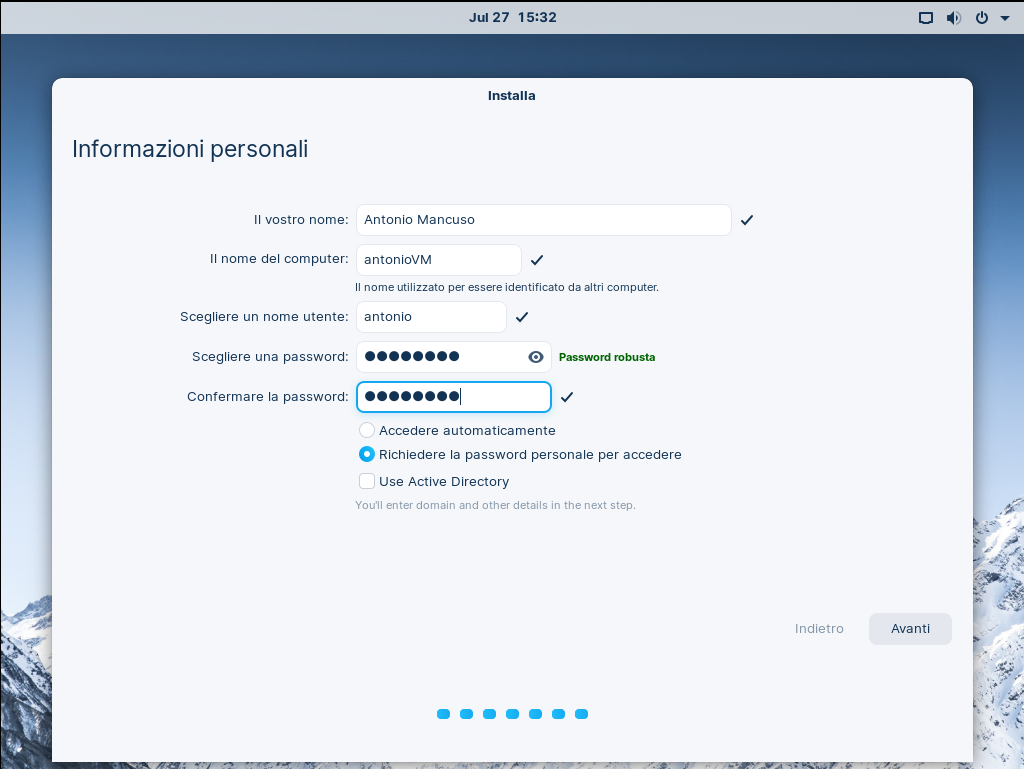 Jul 27 15:32
Installa
Informazioni personali
Il vostro nome: Antonio Mancuso
Il nome del computer: antonioVM
Il nome utilizzato per essere identificato da altri computer.
Scegliere un nome utente: antonio
Scegliere una password: ●●●●●●●● Password robusta
Confermare la password: ●●●●●●●●
Accedere automaticamente
Richiedere la password personale per accedere
Use Active Directory
You'll enter domain and other details in the next step.
Indietro Avanti